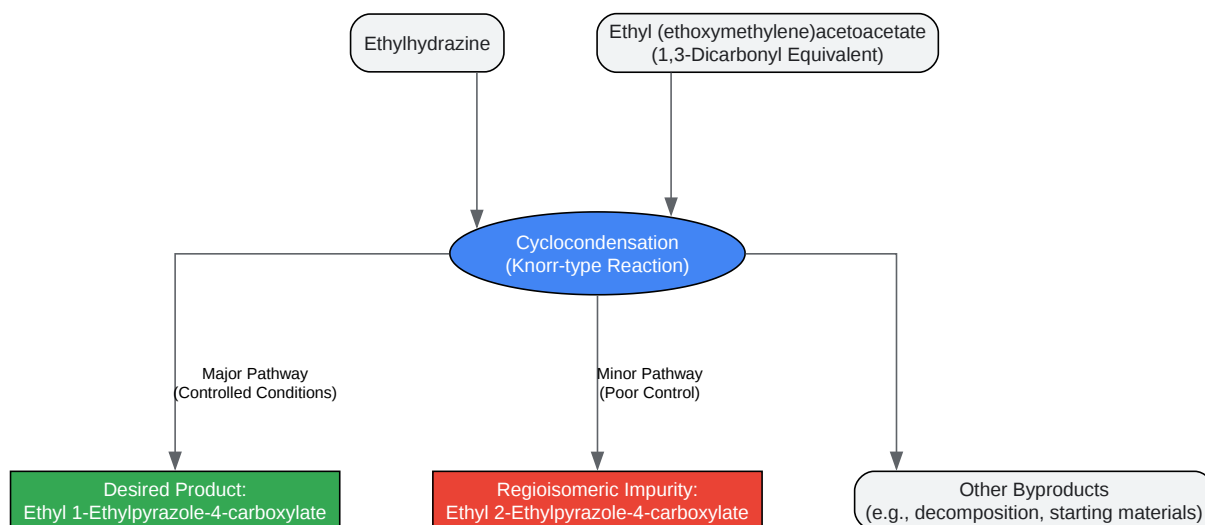 Ethylhydrazine
Ethyl (ethoxymethylene)acetoacetate
(1,3-Dicarbonyl Equivalent)
Cyclocondensation
(Knorr-type Reaction)
Major Pathway
(Controlled Conditions)
Minor Pathway
(Poor Control)
Desired Product:
Ethyl 1-Ethylpyrazole-4-carboxylate
Regioisomeric Impurity:
Ethyl 2-Ethylpyrazole-4-carboxylate
Other Byproducts
(e.g., decomposition, starting materials)